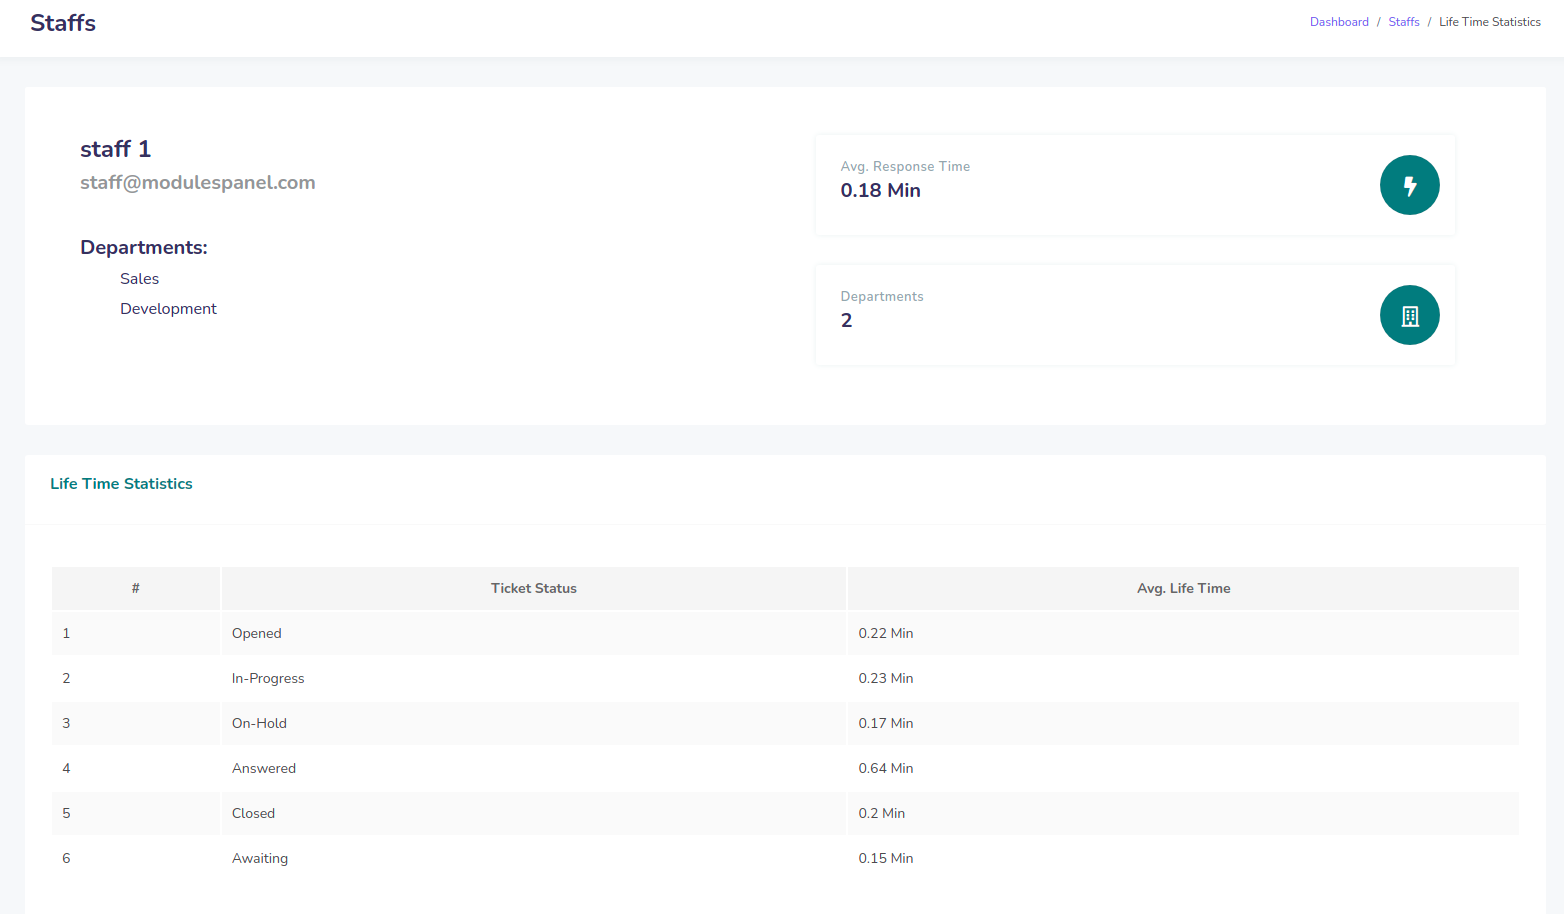 Staffs
Dashboard / Staffs / Life Time Statistics
staff 1
staff@modulespanel.com
Departments:
Sales
Development
Avg. Response Time
0.18 Min
Departments
2
Life Time Statistics
# Ticket Status Avg. Life Time
1 Opened 0.22 Min
2 In-Progress 0.23 Min
3 On-Hold 0.17 Min
4 Answered 0.64 Min
5 Closed 0.2 Min
6 Awaiting 0.15 Min